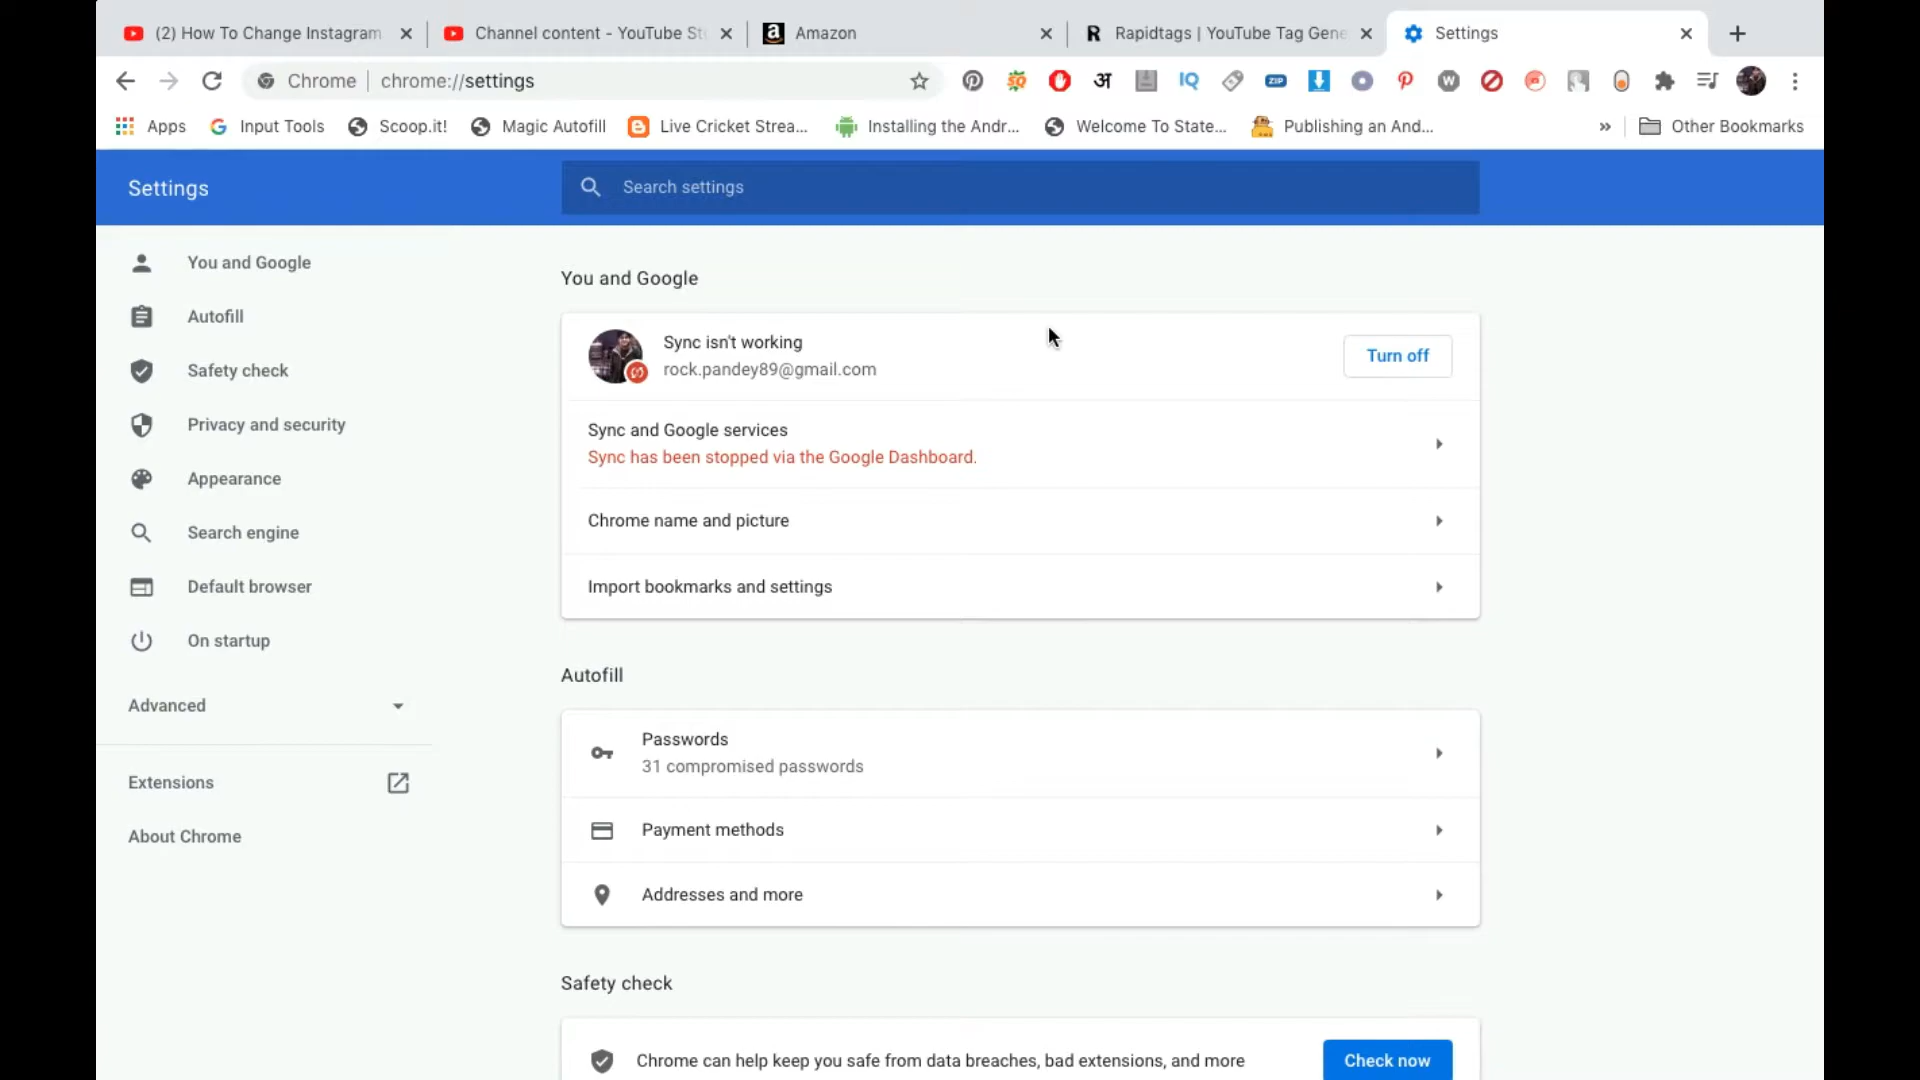 (2) How To Change Instagram
Channel content - YouTube St
Amazon
Rapidtags | YouTube Tag Gene
Settings
Chrome | chrome://settings
Apps
Input Tools
Scoop.it!
Magic Autofill
Live Cricket Strea...
Installing the Andr...
Welcome To State...
Publishing an And...
»
Other Bookmarks
Settings
Search settings
You and Google
Autofill
Safety check
Privacy and security
Appearance
Search engine
Default browser
On startup
Advanced
Extensions
About Chrome
You and Google
Sync isn't working
rock.pandey89@gmail.com
Turn off
Sync and Google services
Sync has been stopped via the Google Dashboard.
Chrome name and picture
Import bookmarks and settings
Autofill
Passwords
31 compromised passwords
Payment methods
Addresses and more
Safety check
Chrome can help keep you safe from data breaches, bad extensions, and more
Check now